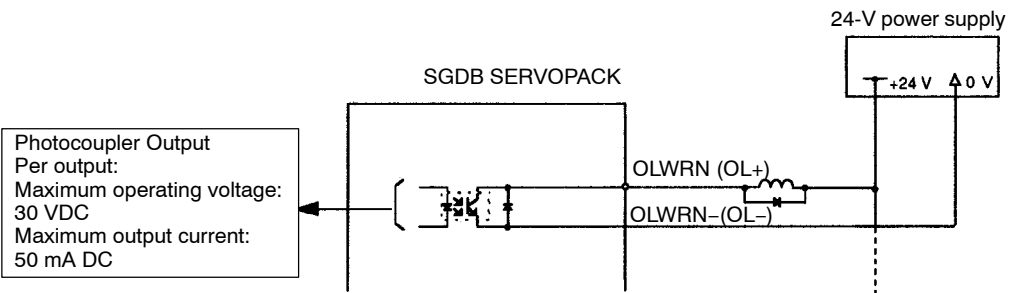 24-V power supply
+24 V
0 V
SGDB SERVOPACK
Photocoupler Output
Per output:
Maximum operating voltage:
30 VDC
Maximum output current:
50 mA DC
OLWRN (OL+)
OLWRN−(OL−)